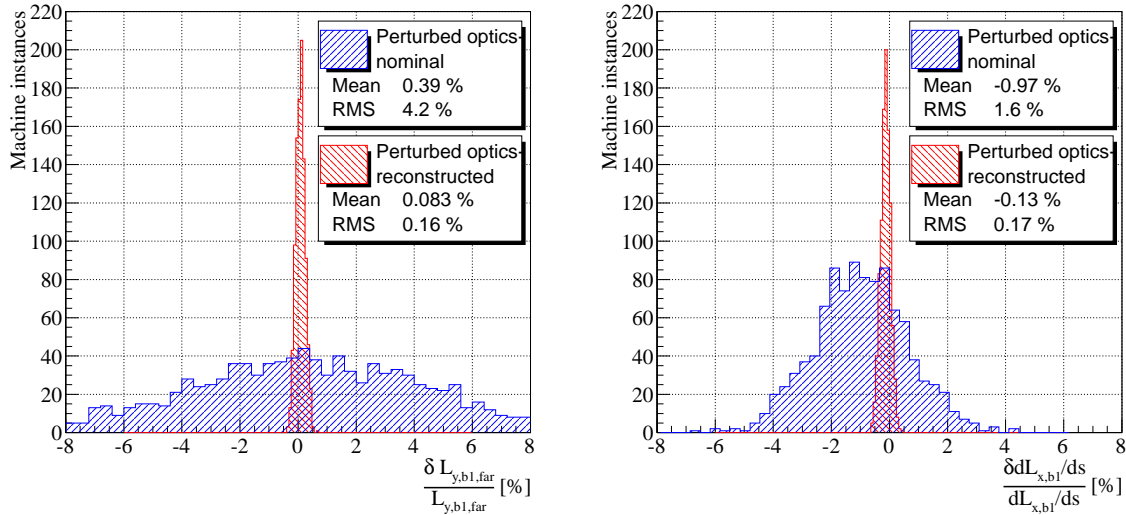 Machine instances
220
200
180
160
140
120
100
80
60
40
20
0
Perturbed optics-
nominal
Mean 0.39 %
RMS 4.2 %
Perturbed optics-
reconstructed
Mean 0.083 %
RMS 0.16 %
-8 -6 -4 -2 0 2 4 6 8
δ L_{y,b1,far}
L_{y,b1,far}
[%]
Machine instances
220
200
180
160
140
120
100
80
60
40
20
0
Perturbed optics-
nominal
Mean -0.97 %
RMS 1.6 %
Perturbed optics-
reconstructed
Mean -0.13 %
RMS 0.17 %
-8 -6 -4 -2 0 2 4 6 8
δdL_{x,b1}/ds
dL_{x,b1}/ds
[%]